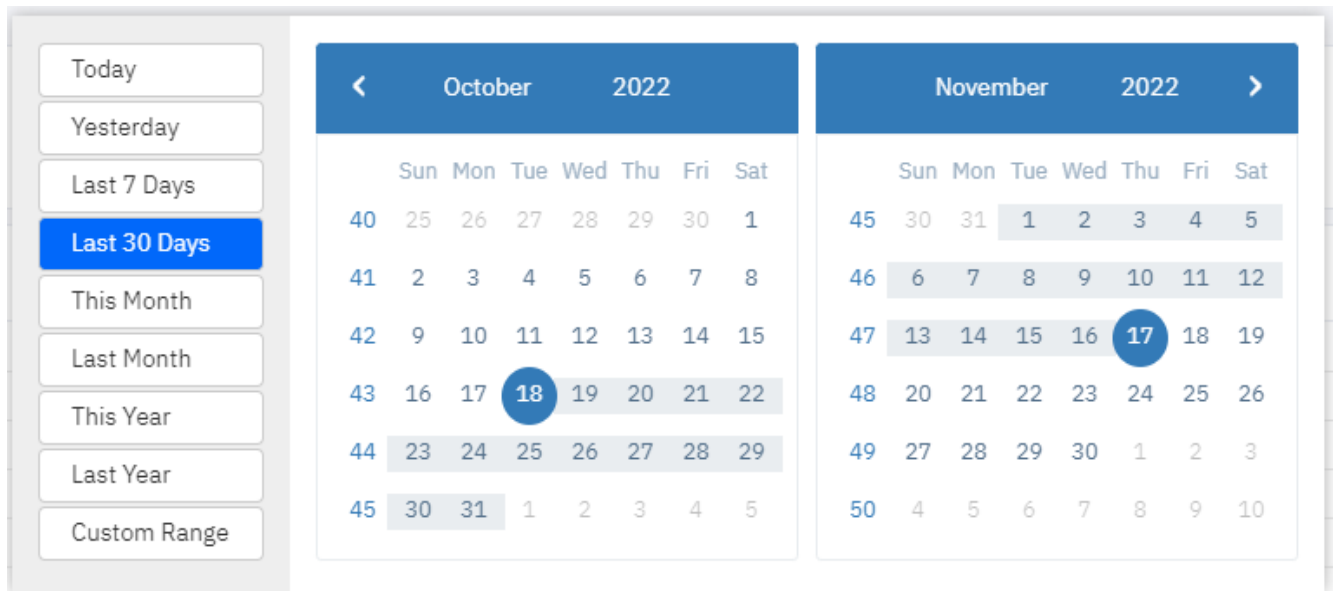 Today
Yesterday
Last 7 Days
Last 30 Days
This Month
Last Month
This Year
Last Year
Custom Range
October 2022
Sun Mon Tue Wed Thu Fri Sat
40 25 26 27 28 29 30 1
41 2 3 4 5 6 7 8
42 9 10 11 12 13 14 15
43 16 17 18 19 20 21 22
44 23 24 25 26 27 28 29
45 30 31 1 2 3 4 5
November 2022
Sun Mon Tue Wed Thu Fri Sat
45 30 31 1 2 3 4 5
46 6 7 8 9 10 11 12
47 13 14 15 16 17 18 19
48 20 21 22 23 24 25 26
49 27 28 29 30 1 2 3
50 4 5 6 7 8 9 10